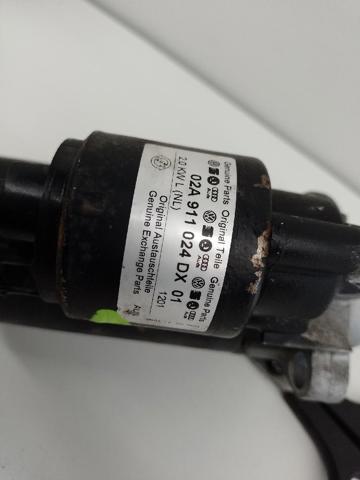 Genuine Parts Original Teile Genuine Parts
02A 911 024 DX 01
2.0 KW L (NL)
Original Austauschteile 1201
Genuine Exchange Parts Aus